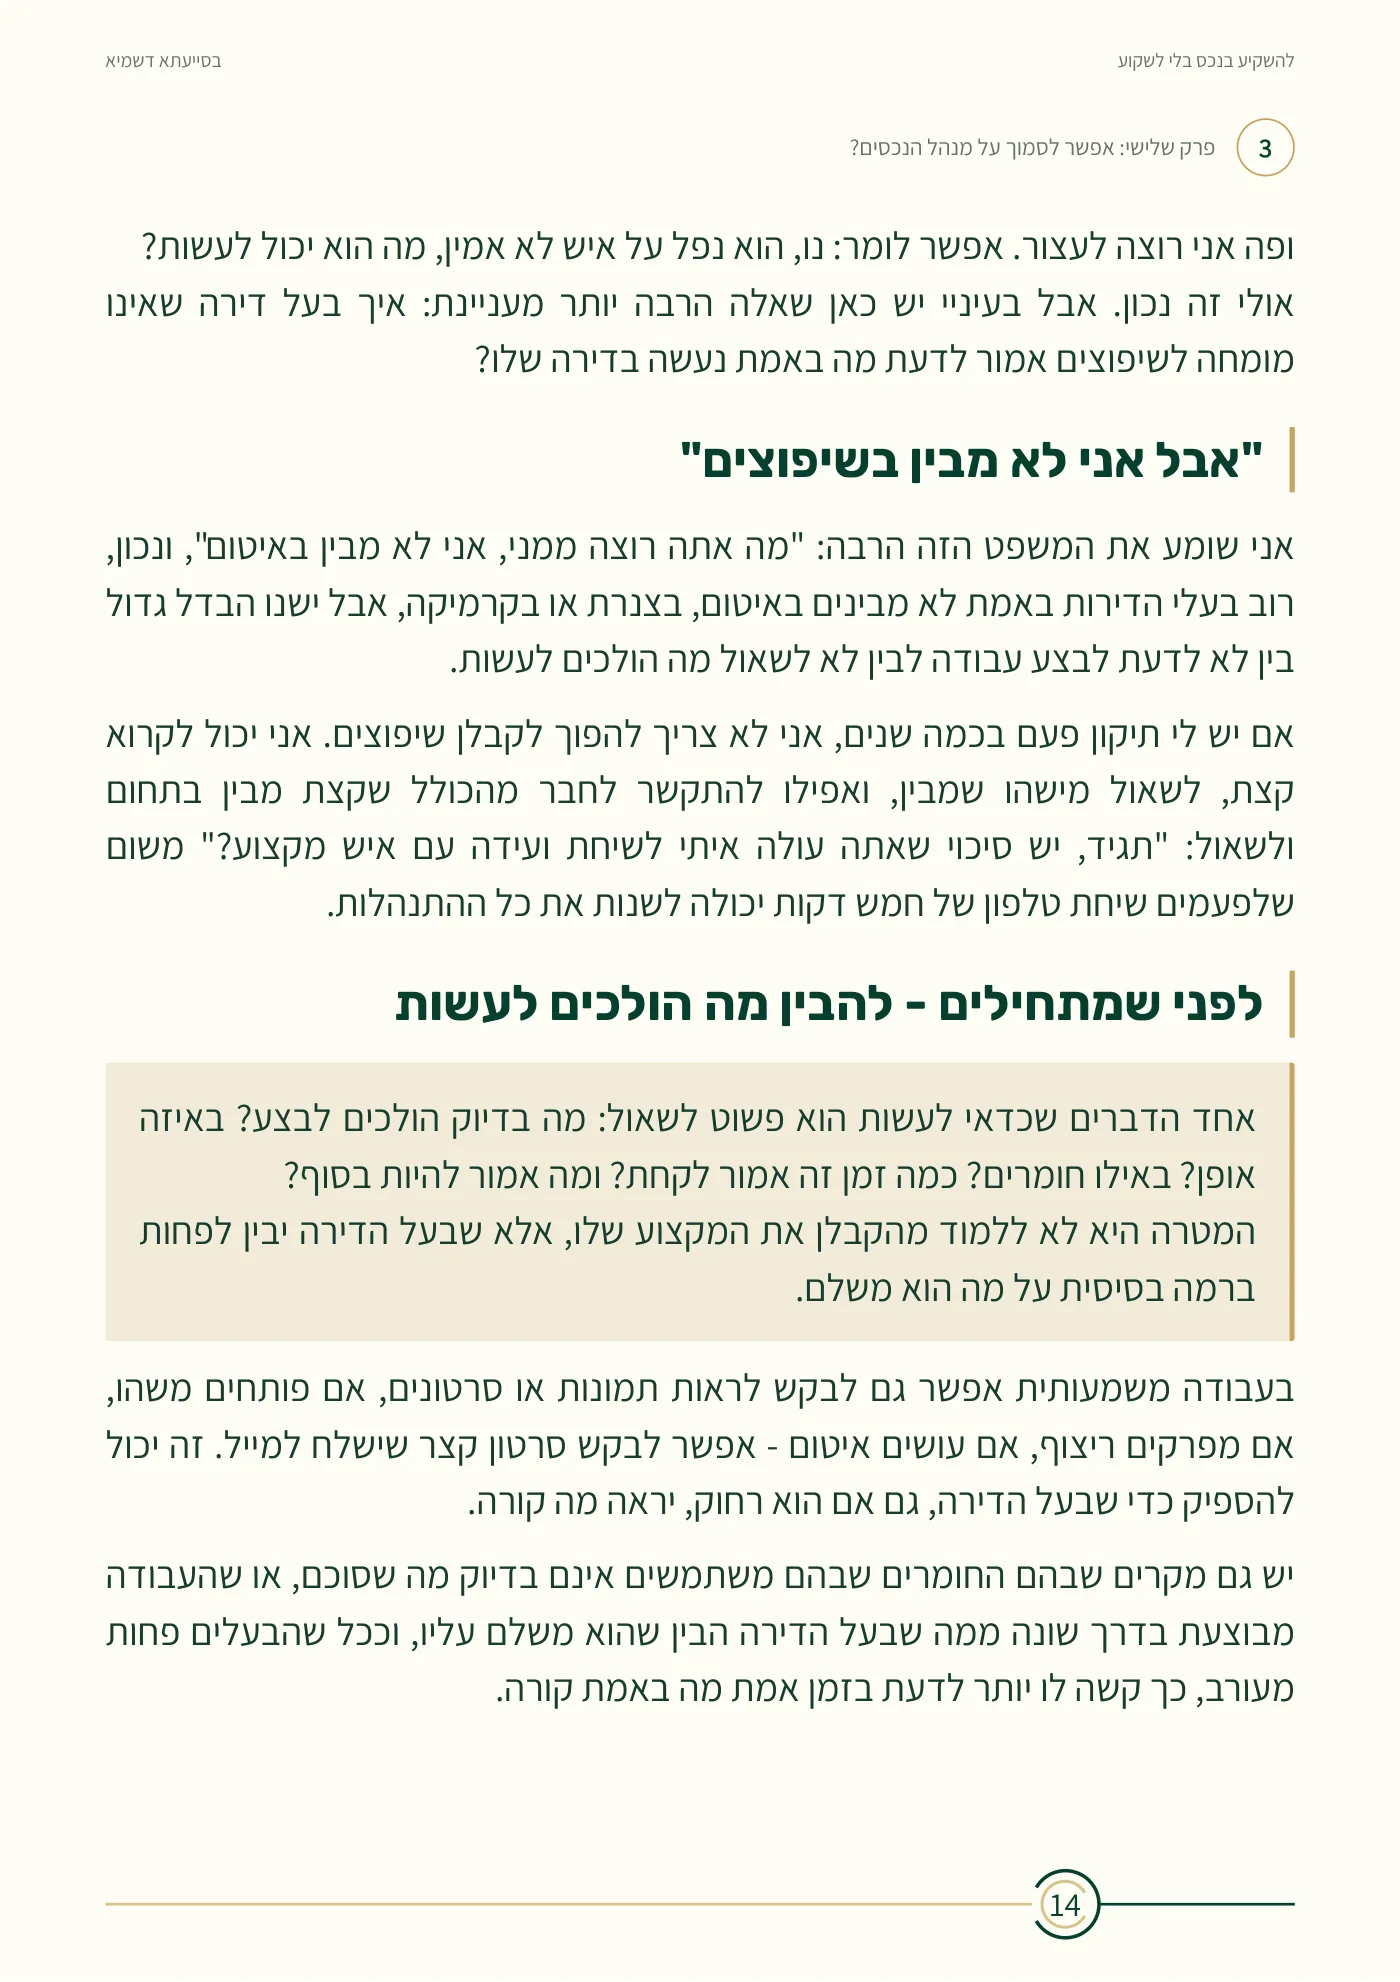 להשקיע בנכס בלי לשקוע
בסייעתא דשמיא
3
פרק שלישי: אפשר לסמוך על מנהל הנכסים?
ופה אני רוצה לעצור. אפשר לומר: נו, הוא נפל על איש לא אמין, מה הוא יכול לעשות?
אולי זה נכון. אבל בעיניי יש כאן שאלה הרבה יותר מעניינת: איך בעל דירה שאינו
מומחה לשיפוצים אמור לדעת מה באמת נעשה בדירה שלו?
"אבל אני לא מבין בשיפוצים"
אני שומע את המשפט הזה הרבה: "מה אתה רוצה ממני, אני לא מבין באיטום", ונכון,
רוב בעלי הדירות באמת לא מבינים באיטום, בצנרת או בקרמיקה, אבל ישנו הבדל גדול
בין לא לדעת לבצע עבודה לבין לא לשאול מה הולכים לעשות.
אם יש לי תיקון פעם בכמה שנים, אני לא צריך להפוך לקבלן שיפוצים. אני יכול לקרוא
קצת, לשאול מישהו שמבין, ואפילו להתקשר לחבר מהכולל שקצת מבין בתחום
ולשאול: "תגיד, יש סיכוי שאתה עולה איתי לשיחת ועידה עם איש מקצוע?" משום
שלפעמים שיחת טלפון של חמש דקות יכולה לשנות את כל ההתנהלות.
לפני שמתחילים - להבין מה הולכים לעשות
אחד הדברים שכדאי לעשות הוא פשוט לשאול: מה בדיוק הולכים לבצע? באיזה
אופן? באילו חומרים? כמה זמן זה אמור לקחת? ומה אמור להיות בסוף?
המטרה היא לא ללמוד מהקבלן את המקצוע שלו, אלא שבעל הדירה יבין לפחות
ברמה בסיסית על מה הוא משלם.
בעבודה משמעותית אפשר גם לבקש לראות תמונות או סרטונים, אם פותחים משהו,
אם מפרקים ריצוף, אם עושים איטום - אפשר לבקש סרטון קצר שישלח למייל. זה יכול
להספיק כדי שבעל הדירה, גם אם הוא רחוק, יראה מה קורה.
יש גם מקרים שבהם החומרים שבהם משתמשים אינם בדיוק מה שסוכם, או שהעבודה
מבוצעת בדרך שונה ממה שבעל הדירה הבין שהוא משלם עליו, וככל שהבעלים פחות
מעורב, כך קשה לו יותר לדעת בזמן אמת מה באמת קורה.
14